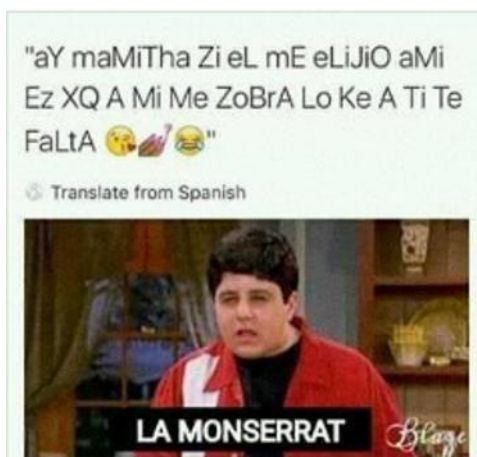 "aY maMiTha Zi eL mE eLiJiO aMi
Ez XQ A Mi Me ZoBrA Lo Ke A Ti Te
FaLtA 😘💅😂"
Translate from Spanish
LA MONSERRAT
Blage